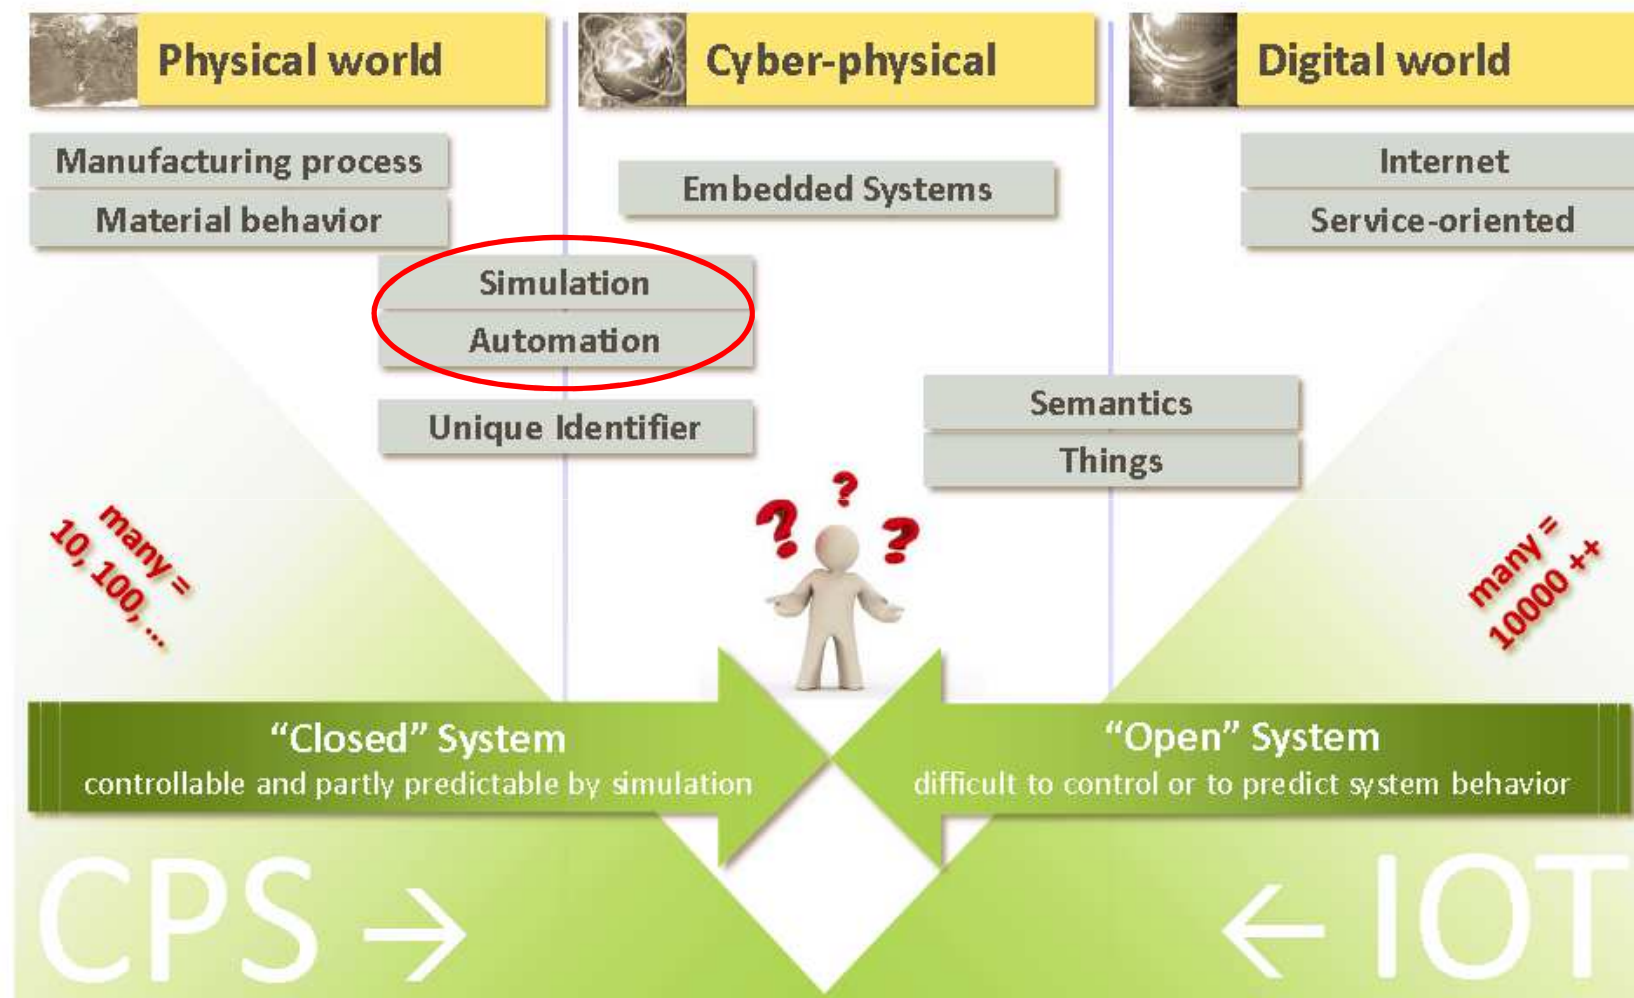 Physical world
Cyber-physical
Digital world
Manufacturing process
Material behavior
Embedded Systems
Internet
Service-oriented
Simulation
Automation
Unique Identifier
Semantics
Things
many =
10, 100, ...
? ? ?
many =
10000 ++
“Closed” System
controllable and partly predictable by simulation
“Open” System
difficult to control or to predict system behavior
CPS →
← IOT